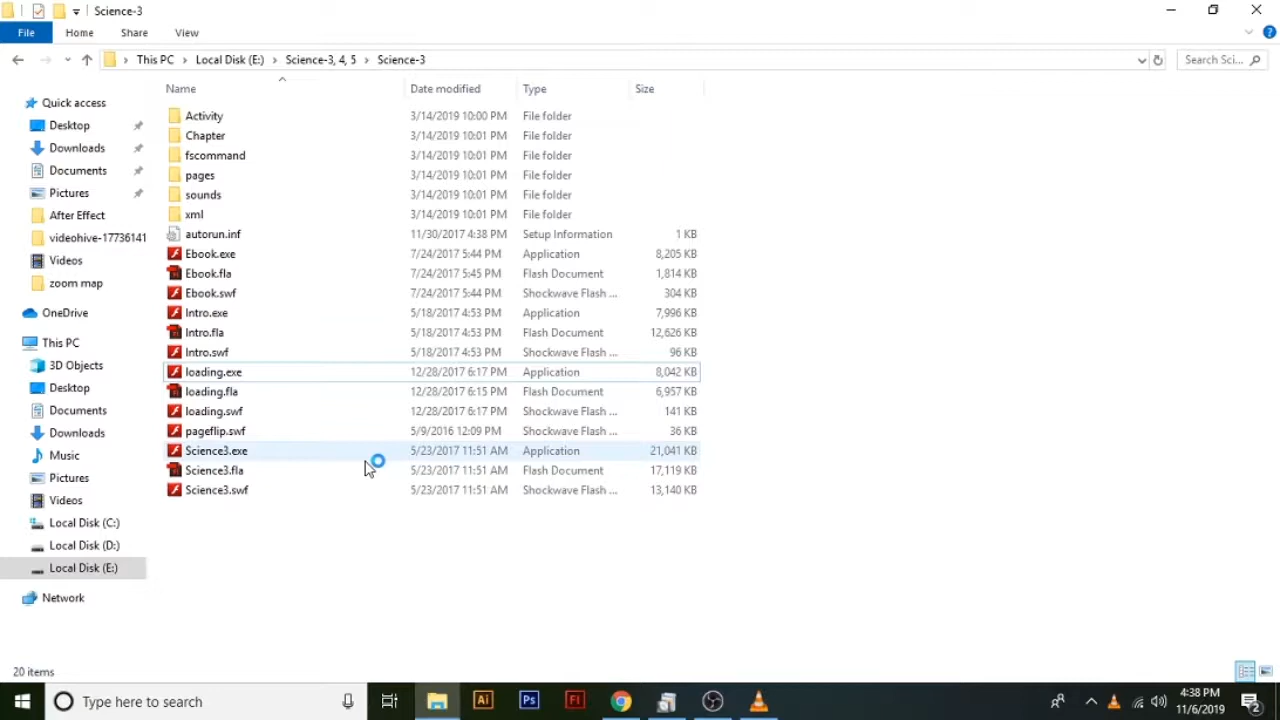 Science-3
File Home Share View
This PC Local Disk (E:) Science-3, 4, 5 Science-3 Search Sci...
Name Date modified Type Size
Quick access
Desktop
Downloads
Documents
Pictures
After Effect
videohive-17736141
Videos
zoom map
OneDrive
This PC
3D Objects
Desktop
Documents
Downloads
Music
Pictures
Videos
Local Disk (C:)
Local Disk (D:)
Local Disk (E:)
Network
Activity 3/14/2019 10:00 PM File folder
Chapter 3/14/2019 10:01 PM File folder
fscommand 3/14/2019 10:01 PM File folder
pages 3/14/2019 10:01 PM File folder
sounds 3/14/2019 10:01 PM File folder
xml 3/14/2019 10:01 PM File folder
autorun.inf 11/30/2017 4:38 PM Setup Information 1 KB
Ebook.exe 7/24/2017 5:44 PM Application 8,205 KB
Ebook.fla 7/24/2017 5:45 PM Flash Document 1,814 KB
Ebook.swf 7/24/2017 5:44 PM Shockwave Flash ... 304 KB
Intro.exe 5/18/2017 4:53 PM Application 7,996 KB
Intro.fla 5/18/2017 4:53 PM Flash Document 12,626 KB
Intro.swf 5/18/2017 4:53 PM Shockwave Flash ... 96 KB
loading.exe 12/28/2017 6:17 PM Application 8,042 KB
loading.fla 12/28/2017 6:15 PM Flash Document 6,957 KB
loading.swf 12/28/2017 6:17 PM Shockwave Flash ... 141 KB
pageflip.swf 5/9/2016 12:09 PM Shockwave Flash ... 36 KB
Science3.exe 5/23/2017 11:51 AM Application 21,041 KB
Science3.fla 5/23/2017 11:51 AM Flash Document 17,119 KB
Science3.swf 5/23/2017 11:51 AM Shockwave Flash ... 13,140 KB
20 items
Type here to search
Ai
Ps
Fl
4:38 PM
11/6/2019
2